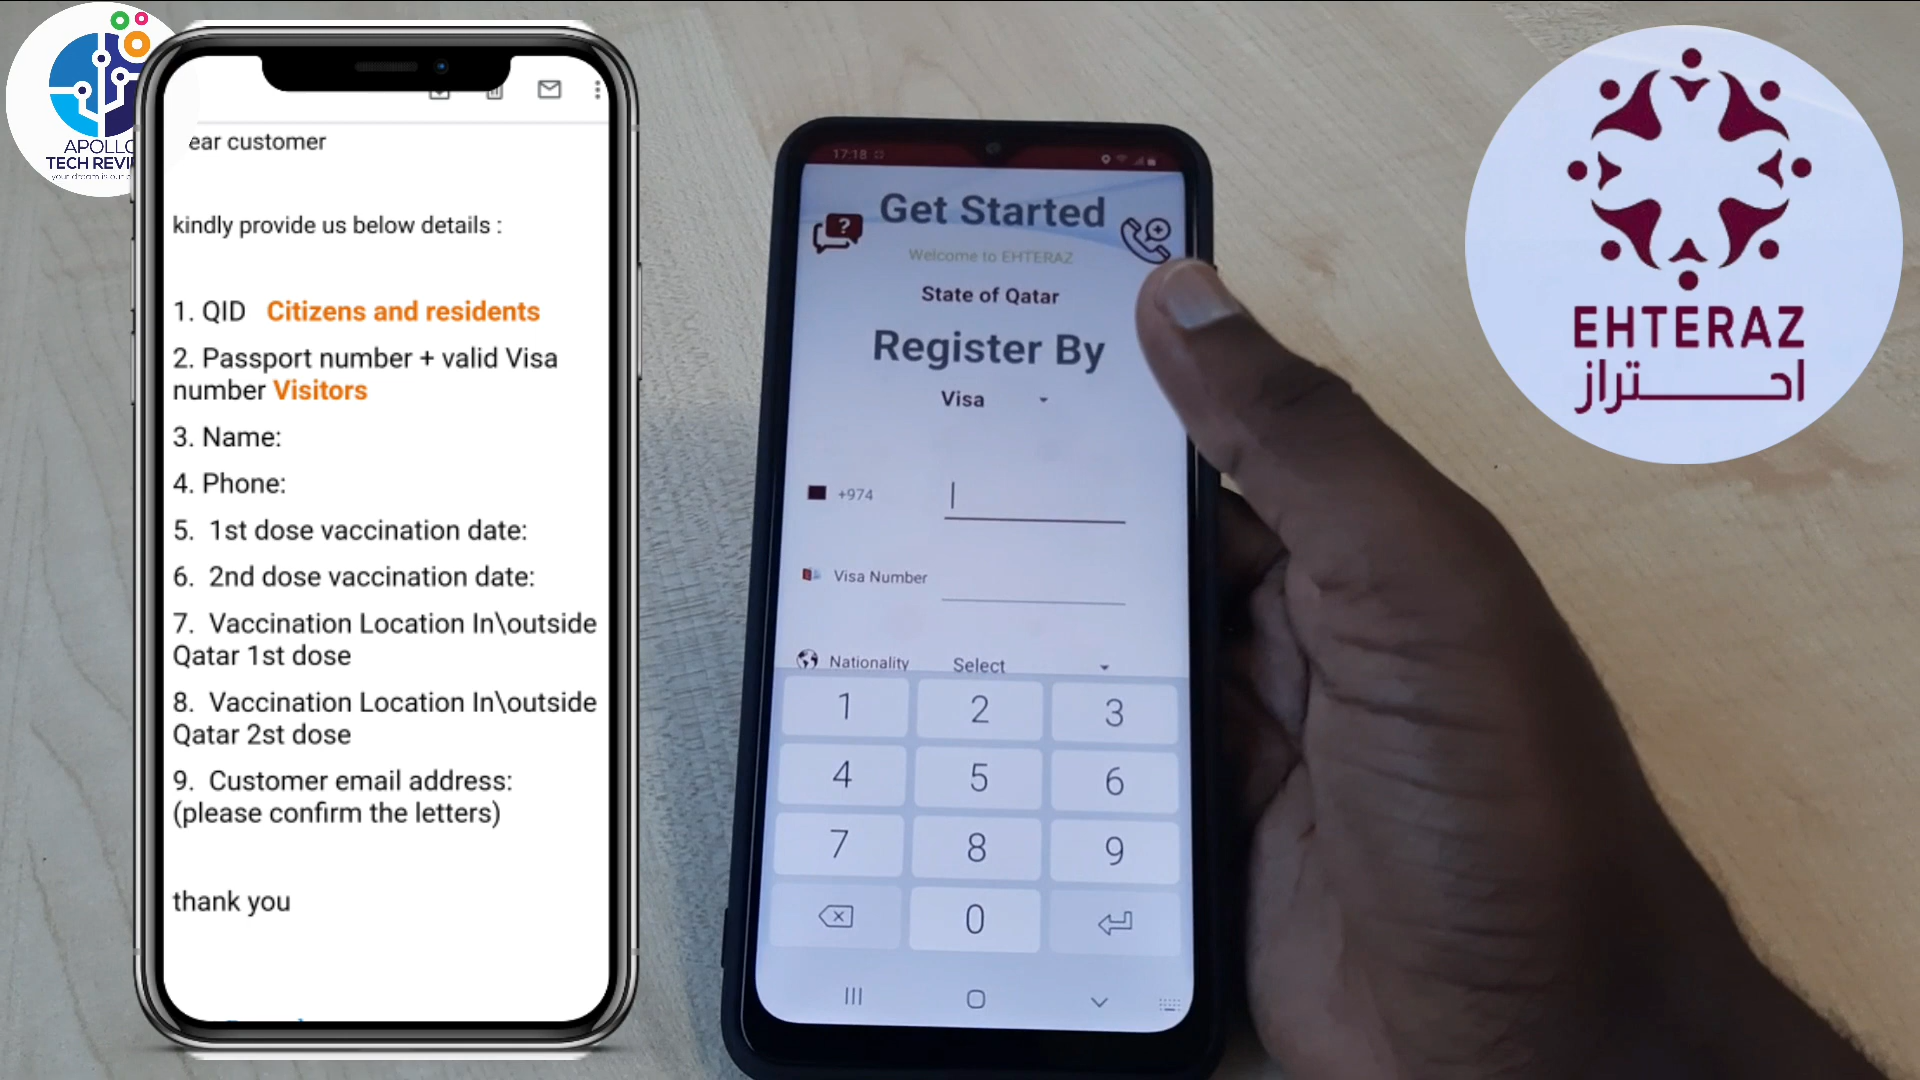 APOLLO
TECH REVI
ear customer
kindly provide us below details :
1. QID Citizens and residents
2. Passport number + valid Visa
number Visitors
3. Name:
4. Phone:
5. 1st dose vaccination date:
6. 2nd dose vaccination date:
7. Vaccination Location In\outside
Qatar 1st dose
8. Vaccination Location In\outside
Qatar 2st dose
9. Customer email address:
(please confirm the letters)
thank you
17:18
Get Started
Welcome to EHTERAZ
State of Qatar
Register By
Visa
+974
Visa Number
Nationality Select
1 2 3
4 5 6
7 8 9
0
EHTERAZ
احتراز